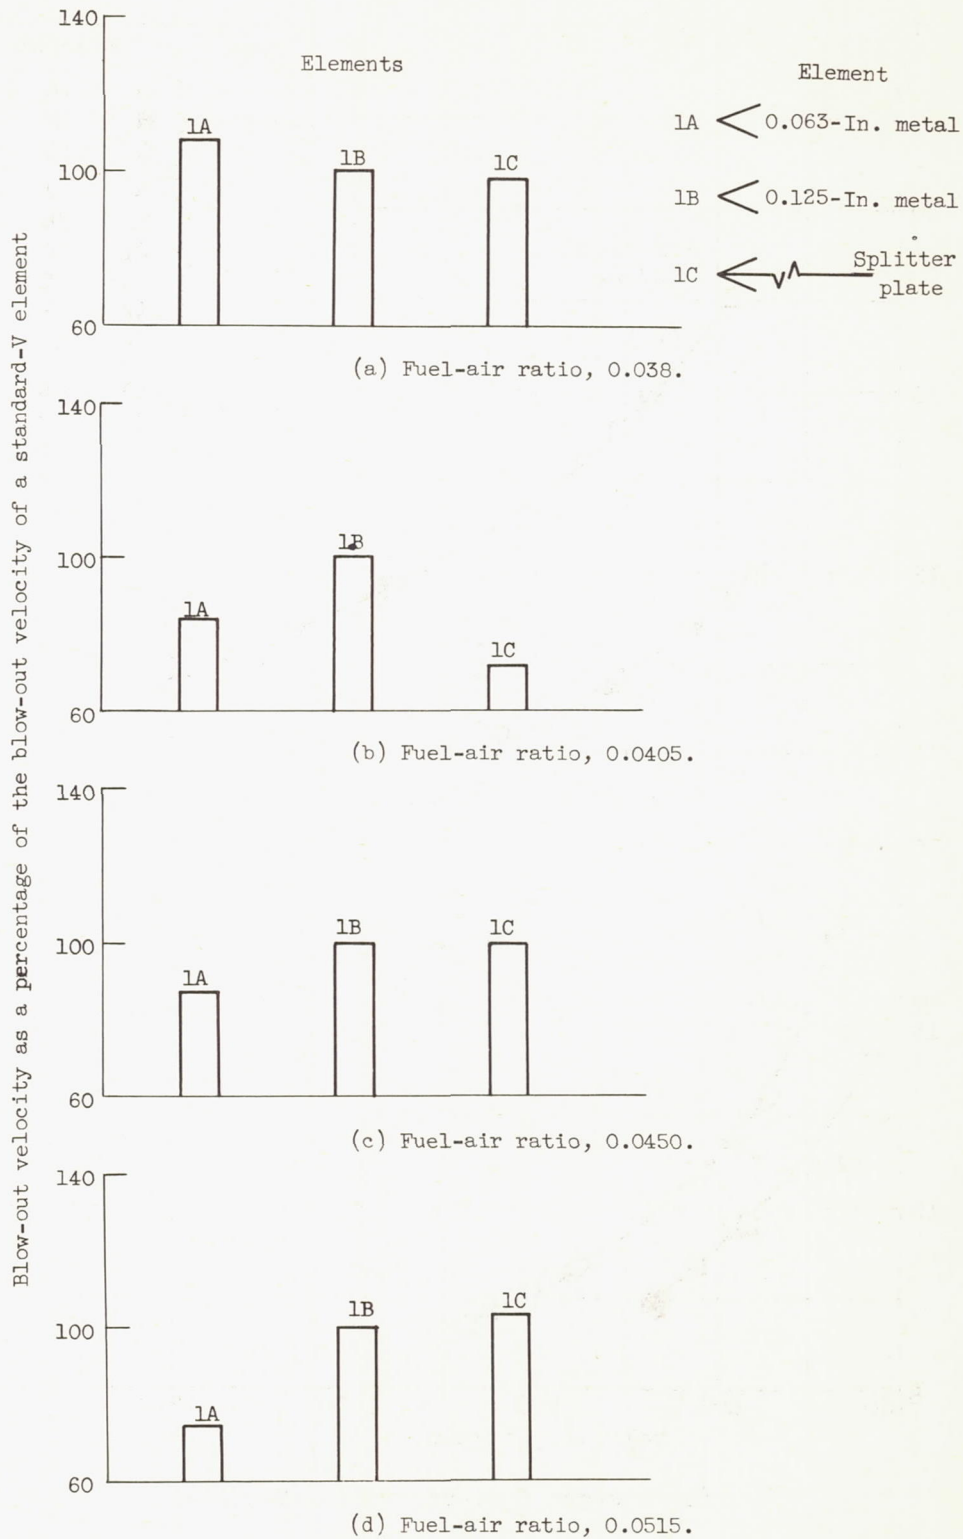 Blow-out velocity as a percentage of the blow-out velocity of a standard-V element
140
100
60
Elements
1A
1B
1C
Element
1A 0.063-In. metal
1B 0.125-In. metal
1C Splitter
plate
(a) Fuel-air ratio, 0.038.
140
100
60
1A
1B
1C
(b) Fuel-air ratio, 0.0405.
140
100
60
1A
1B
1C
(c) Fuel-air ratio, 0.0450.
140
100
60
1A
1B
1C
(d) Fuel-air ratio, 0.0515.